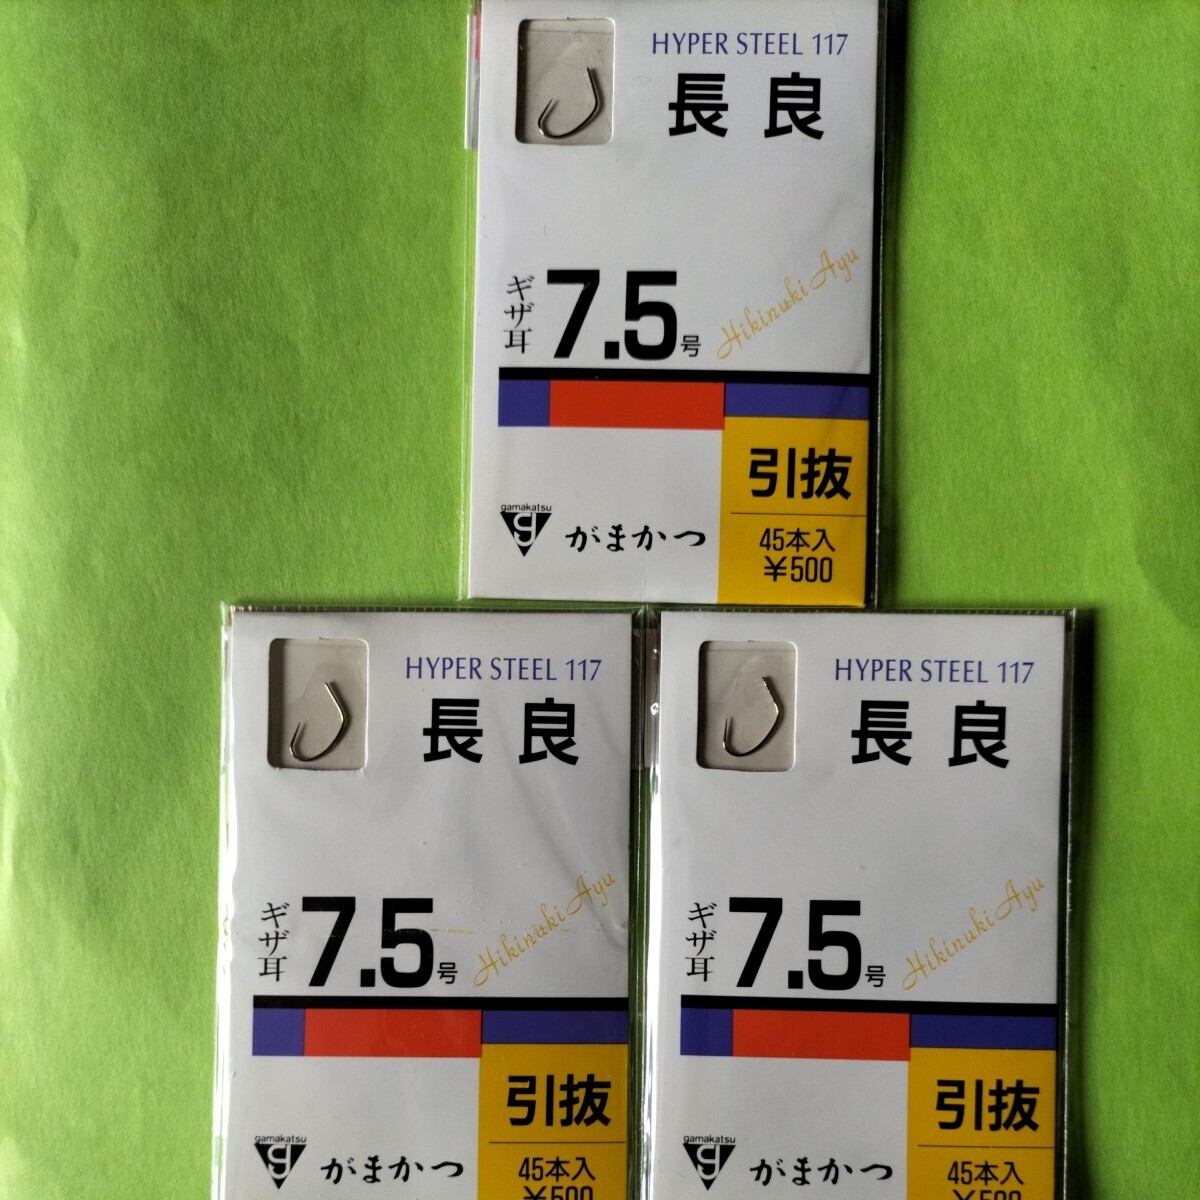 HYPER STEEL 117
長良
ギザ耳
7.5号
Hikinuki Ayu
引抜
45本入
¥500
gamakatsu
がまかつ
HYPER STEEL 117
長良
ギザ耳
7.5号
Hikinuki Ayu
引抜
45本入
¥500
gamakatsu
がまかつ
HYPER STEEL 117
長良
ギザ耳
7.5号
Hikinuki Ayu
引抜
45本入
¥500
gamakatsu
がまかつ